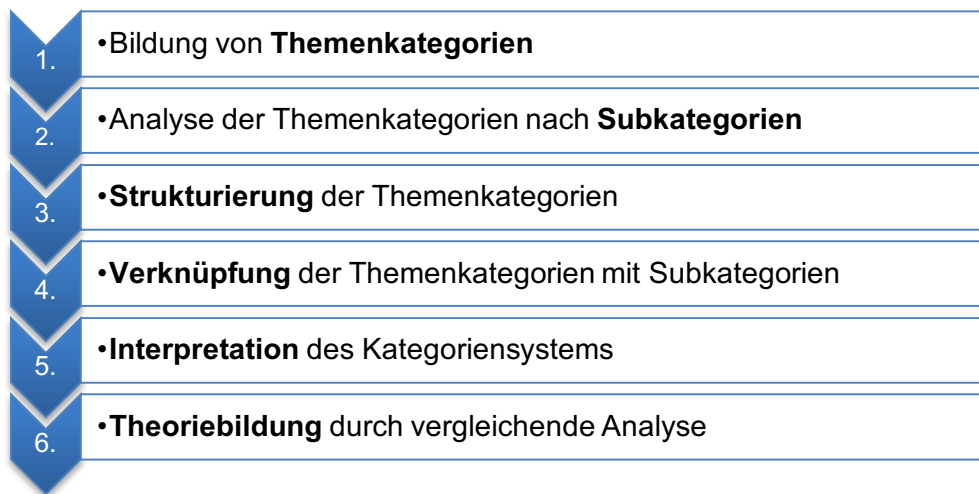 1. •Bildung von Themenkategorien
2. •Analyse der Themenkategorien nach Subkategorien
3. •Strukturierung der Themenkategorien
4. •Verknüpfung der Themenkategorien mit Subkategorien
5. •Interpretation des Kategoriensystems
6. •Theoriebildung durch vergleichende Analyse